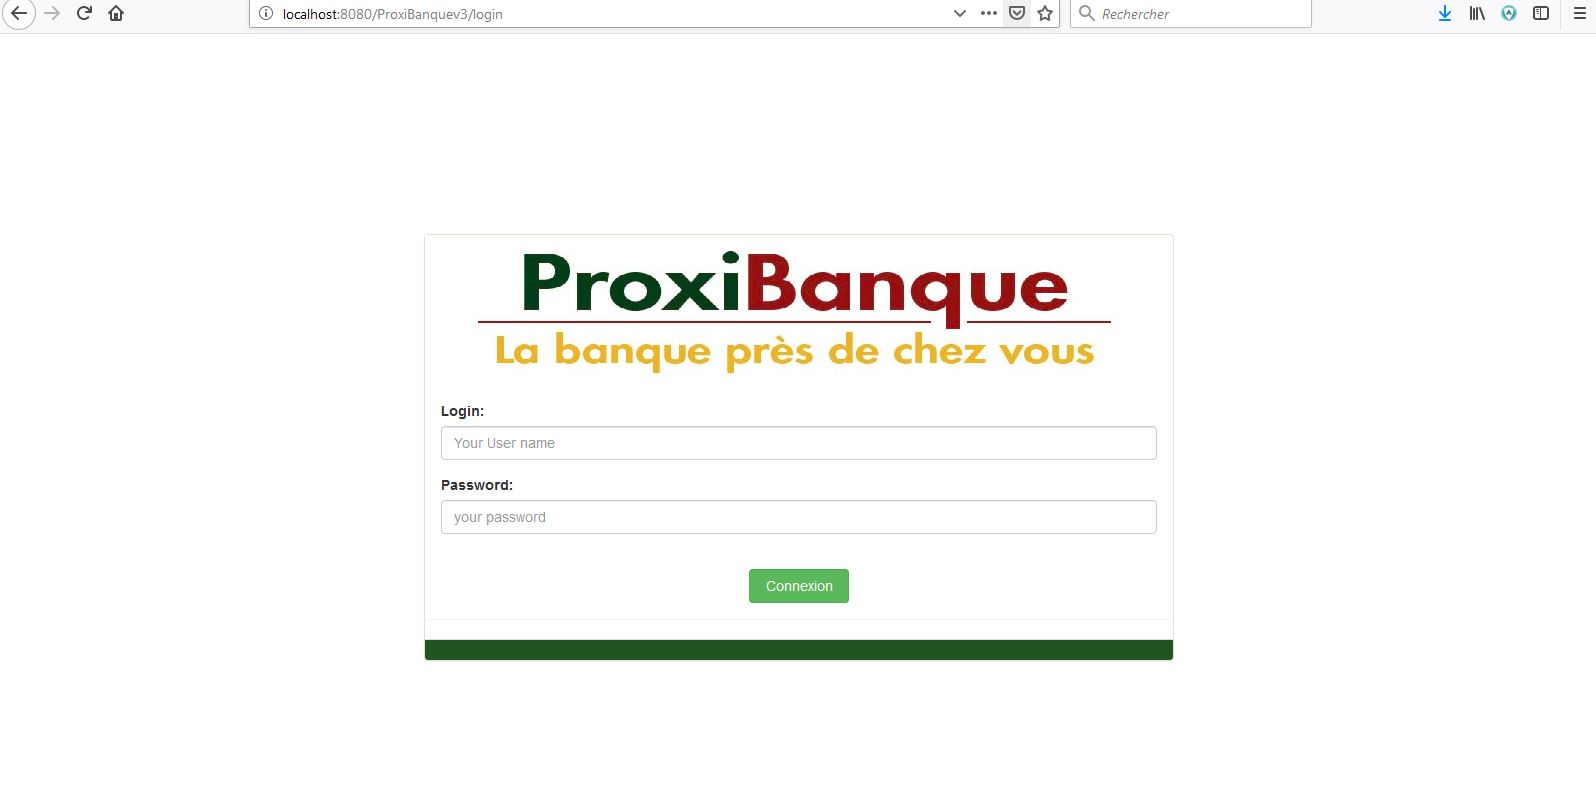 localhost:8080/ProxiBanquev3/login
Rechercher
ProxiBanque
La banque près de chez vous
Login:
Your User name
Password:
your password
Connexion